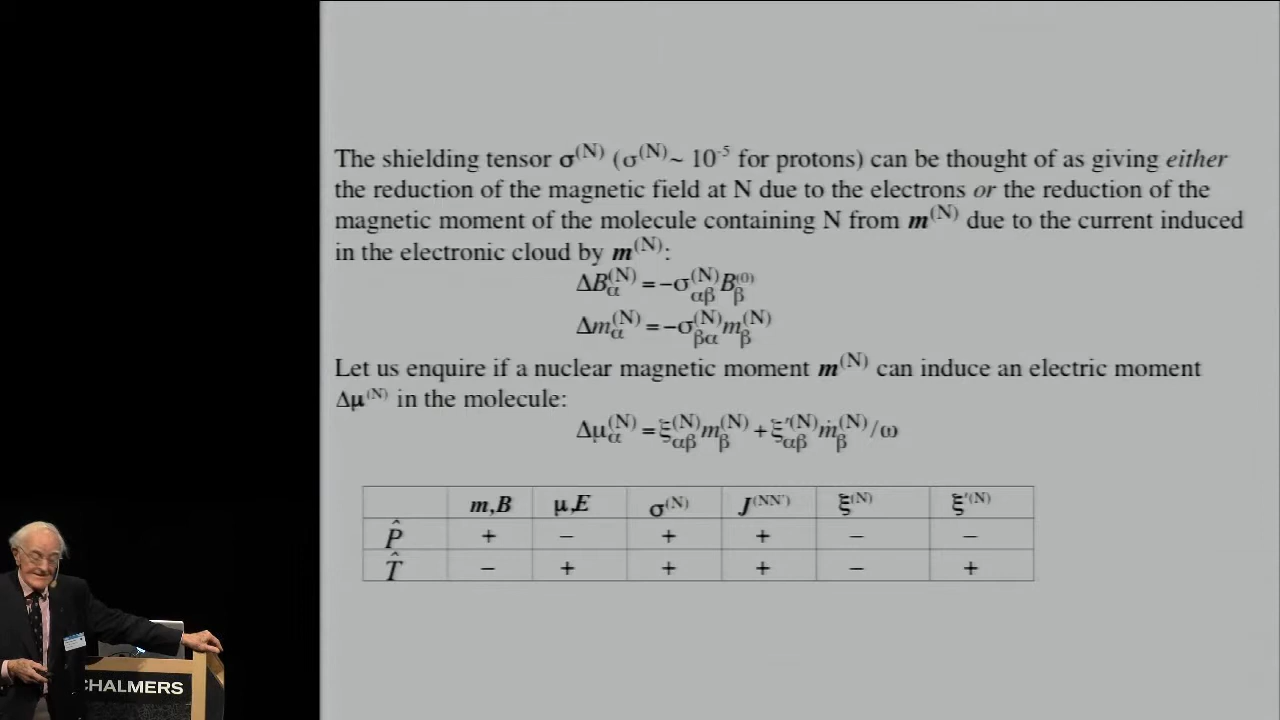 The shielding tensor σ⁽ᴺ⁾ (σ⁽ᴺ⁾~ 10⁻⁵ for protons) can be thought of as giving either
the reduction of the magnetic field at N due to the electrons or the reduction of the
magnetic moment of the molecule containing N from m⁽ᴺ⁾ due to the current induced
in the electronic cloud by m⁽ᴺ⁾:
ΔB_α^(N) = −σ_αβ^(N) B_β^(0)
Δm_α^(N) = −σ_βα^(N) m_β^(N)
Let us enquire if a nuclear magnetic moment m⁽ᴺ⁾ can induce an electric moment
Δμ⁽ᴺ⁾ in the molecule:
Δμ_α^(N) = ξ_αβ^(N) m_β^(N) + ξ′_αβ^(N) ṁ_β^(N) /ω
m,B μ,E σ⁽ᴺ⁾ J^(NN′) ξ⁽ᴺ⁾ ξ′⁽ᴺ⁾
P̂ + − + + − −
T̂ − + + + − +
CHALMERS